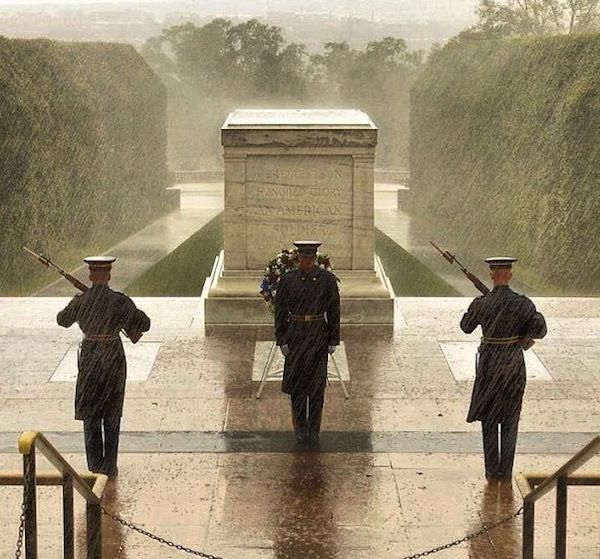 HERE RESTS IN
HONORED GLORY
AN AMERICAN
SOLDIER